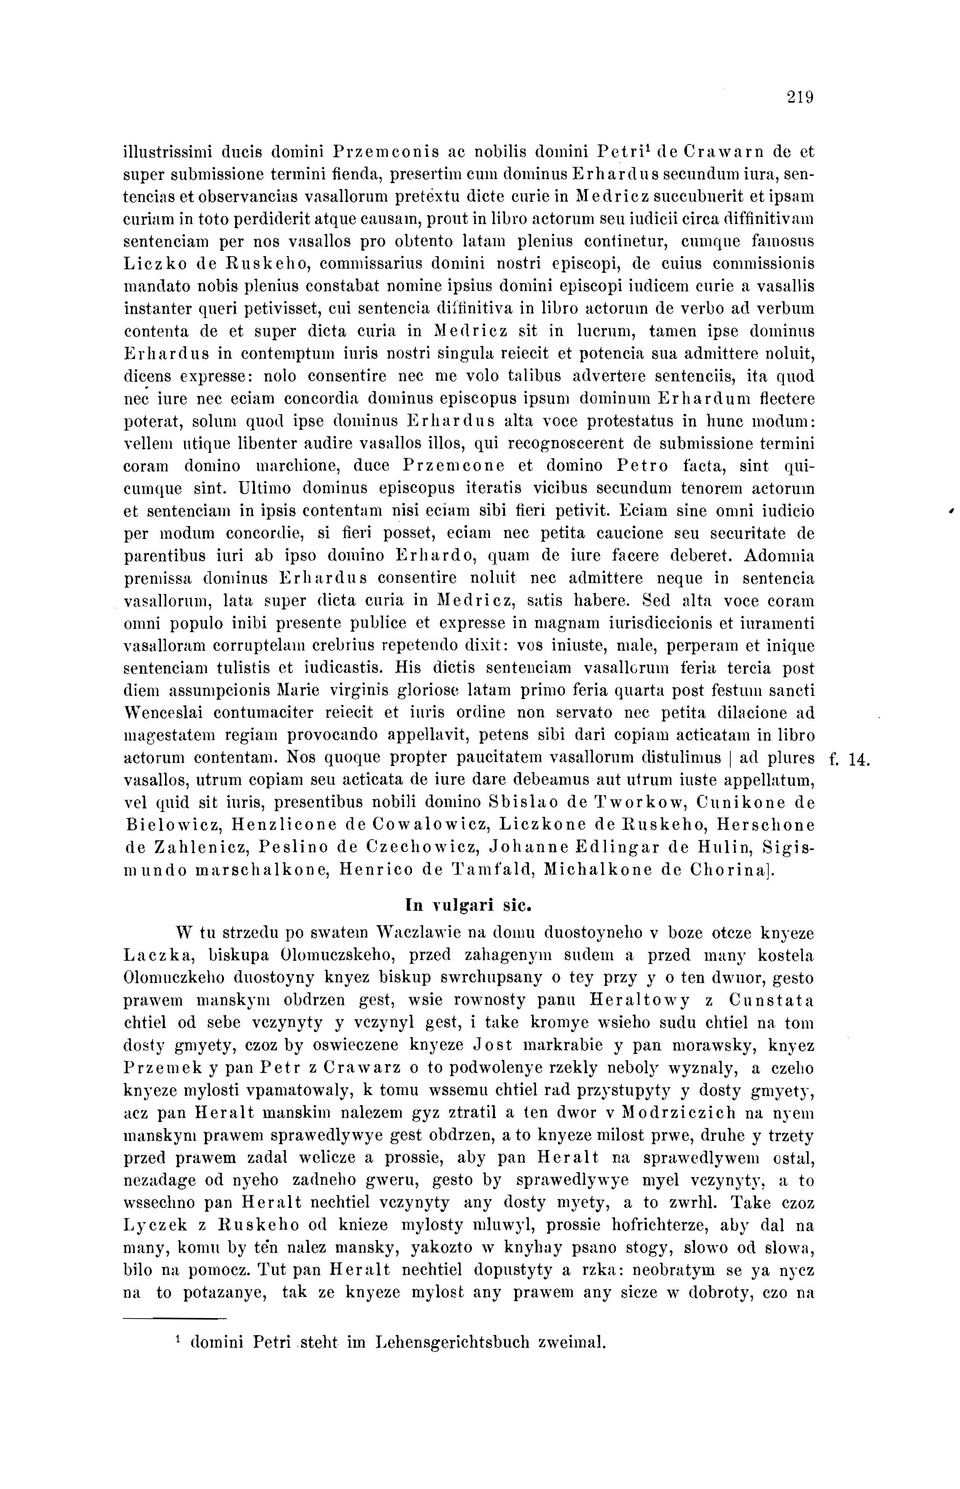 219
illustrissimi ducis domini Przemconis ac nobilis domini Petri¹ de Crawarn de et
super submissione termini fienda, presertim cum dominus Erhardus secundum iura, sen-
tencias et observancias vasallorum pretextu dicte curie in Medricz succubuerit et ipsam
curiam in toto perdiderit atque causam, prout in libro actorum seu iudicii circa diffinitivam
sentenciam per nos vasallos pro obtento latam plenius continetur, cumque famosus
Liczko de Ruskeho, commissarius domini nostri episcopi, de cuius commissionis
mandato nobis plenius constabat nomine ipsius domini episcopi iudicem curie a vasallis
instanter queri petivisset, cui sentencia diffinitiva in libro actorum de verbo ad verbum
contenta de et super dicta curia in Medricz sit in lucrum, tamen ipse dominus
Erhardus in contemptum iuris nostri singula reiecit et potencia sua admittere noluit,
dicens expresse: nolo consentire nec me volo talibus advertere sentenciis, ita quod
nec iure nec eciam concordia dominus episcopus ipsum dominum Erhardum flectere
poterat, solum quod ipse dominus Erhardus alta voce protestatus in hunc modum:
vellem utique libenter audire vasallos illos, qui recognoscerent de submissione termini
coram domino marchione, duce Przemcone et domino Petro facta, sint qui-
cumque sint. Ultimo dominus episcopus iteratis vicibus secundum tenorem actorum
et sentenciam in ipsis contentam nisi eciam sibi fieri petivit. Eciam sine omni iudicio
per modum concordie, si fieri posset, eciam nec petita caucione seu securitate de
parentibus iuri ab ipso domino Erhardo, quam de iure facere deberet. Adomnia
premissa dominus Erhardus consentire noluit nec admittere neque in sentencia
vasallorum, lata super dicta curia in Medricz, satis habere. Sed alta voce coram
omni populo inibi presente publice et expresse in magnam iurisdiccionis et iuramenti
vasalloram corruptelam crebrius repetendo dixit: vos iniuste, male, perperam et inique
sentenciam tulistis et iudicastis. His dictis sentenciam vasallorum feria tercia post
diem assumpcionis Marie virginis gloriose latam primo feria quarta post festum sancti
Wenceslai contumaciter reiecit et iuris ordine non servato nec petita dilacione ad
magestatem regiam provocando appellavit, petens sibi dari copiam acticatam in libro
actorum contentam. Nos quoque propter paucitatem vasallorum distulimus | ad plures f. 14.
vasallos, utrum copiam seu acticata de iure dare debeamus aut utrum iuste appellatum,
vel quid sit iuris, presentibus nobili domino Sbislao de Tworkow, Cunikone de
Bielowicz, Henzlicone de Cowalowicz, Liczkone de Ruskeho, Herschone
de Zahlenicz, Peslino de Czechowicz, Johanne Edlingar de Hulin, Sigis-
mundo marschalkone, Henrico de Tamfald, Michalkone de Chorina].
In vulgari sic.
W tu strzedu po swatem Waczlawie na domu duostoyneho v boze otcze knyeze
Laczka, biskupa Olomuczskeho, przed zahagenym sudem a przed many kostela
Olomuczkeho duostoyny knyez biskup swrchupsany o tey przy y o ten dwuor, gesto
prawem manskym obdrzen gest, wsie rownosty panu Heraltowy z Cunstata
chtiel od sebe vczynyty y vczynyl gest, i take kromye wsieho sudu chtiel na tom
dosty gmyety, czoz by oswieczene knyeze Jost markrabie y pan morawsky, knyez
Przemek y pan Petr z Crawarz o to podwolenye rzekly neboly wyznaly, a czeho
knyeze mylosti vpamatowaly, k tomu wssemu chtiel rad przystupyty y dosty gmyety,
acz pan Heralt manskim nalezem gyz ztratil a ten dwor v Modrziczich na nyem
manskym prawem sprawedlywye gest obdrzen, a to knyeze milost prwe, druhe y trzety
przed prawem zadal welicze a prossie, aby pan Heralt na sprawedlywem ostal,
nezadage od nyeho zadneho gweru, gesto by sprawedlywye myel vczynyty, a to
wssechno pan Heralt nechtiel vczynyty any dosty myety, a to zwrhl. Take czoz
Lyczek z Ruskeho od knieze mylosty mluwyl, prossie hofrichterze, aby dal na
many, komu by ten nalez mansky, yakozto w knyhay psano stogy, slowo od slowa,
bilo na pomocz. Tut pan Heralt nechtiel dopustyty a rzka: neobratym se ya nycz
na to potazanye, tak ze knyeze mylost any prawem any sicze w dobroty, czo na
¹ domini Petri steht im Lehensgerichtsbuch zweimal.